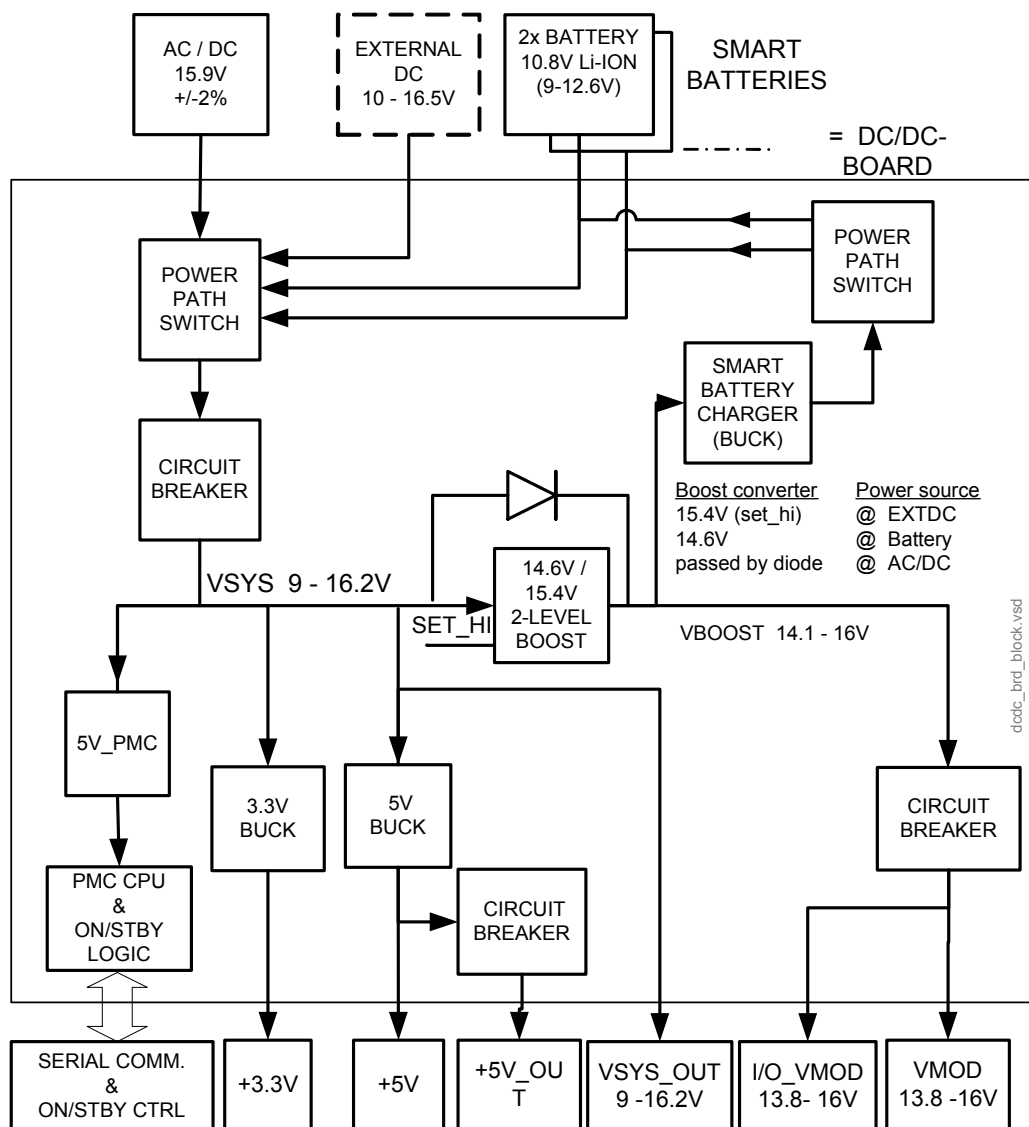 AC / DC
15.9V
+/-2%
EXTERNAL
DC
10 - 16.5V
2x BATTERY
10.8V Li-ION
(9-12.6V)
SMART
BATTERIES
= DC/DC-
BOARD
POWER
PATH
SWITCH
POWER
PATH
SWITCH
SMART
BATTERY
CHARGER
(BUCK)
CIRCUIT
BREAKER
Boost converter
15.4V (set_hi)
14.6V
passed by diode
Power source
@ EXTDC
@ Battery
@ AC/DC
VSYS 9 - 16.2V
SET_HI
14.6V /
15.4V
2-LEVEL
BOOST
VBOOST 14.1 - 16V
dcdc_brd_block.vsd
5V_PMC
3.3V
BUCK
5V
BUCK
CIRCUIT
BREAKER
PMC CPU
&
ON/STBY
LOGIC
CIRCUIT
BREAKER
SERIAL COMM.
&
ON/STBY CTRL
+3.3V
+5V
+5V_OU
T
VSYS_OUT
9 -16.2V
I/O_VMOD
13.8- 16V
VMOD
13.8 -16V